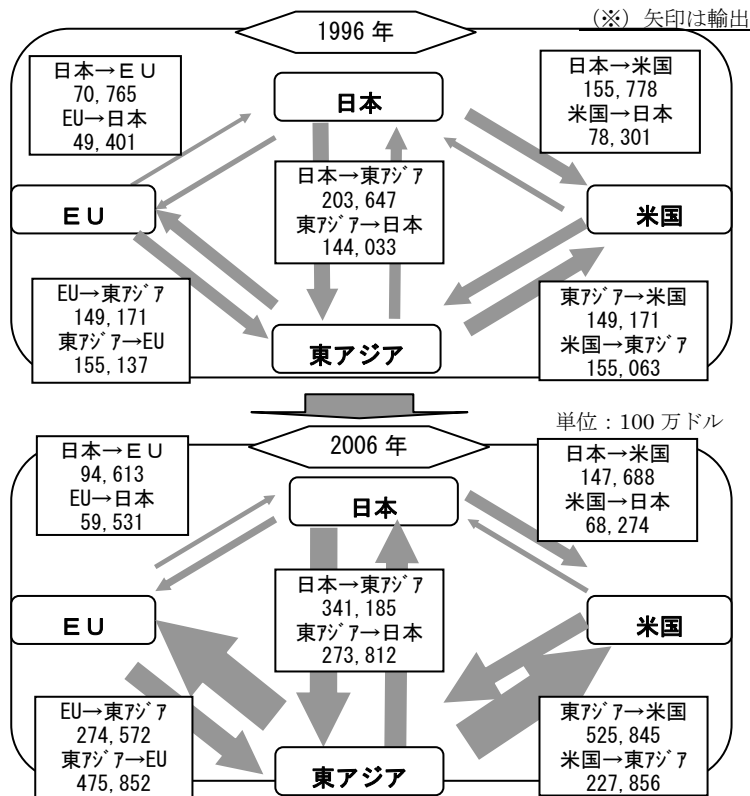 1996 年
(※) 矢印は輸出
日本→ＥＵ
70,765
EU→日本
49,401
日本
日本→米国
155,778
米国→日本
78,301
日本→東ｱｼﾞｱ
203,647
東ｱｼﾞｱ→日本
144,033
ＥＵ
米国
EU→東ｱｼﾞｱ
149,171
東ｱｼﾞｱ→EU
155,137
東アジア
東ｱｼﾞｱ→米国
149,171
米国→東ｱｼﾞｱ
155,063
単位：100 万ドル
2006 年
日本→ＥＵ
94,613
EU→日本
59,531
日本
日本→米国
147,688
米国→日本
68,274
日本→東ｱｼﾞｱ
341,185
東ｱｼﾞｱ→日本
273,812
ＥＵ
米国
EU→東ｱｼﾞｱ
274,572
東ｱｼﾞｱ→EU
475,852
東アジア
東ｱｼﾞｱ→米国
525,845
米国→東ｱｼﾞｱ
227,856